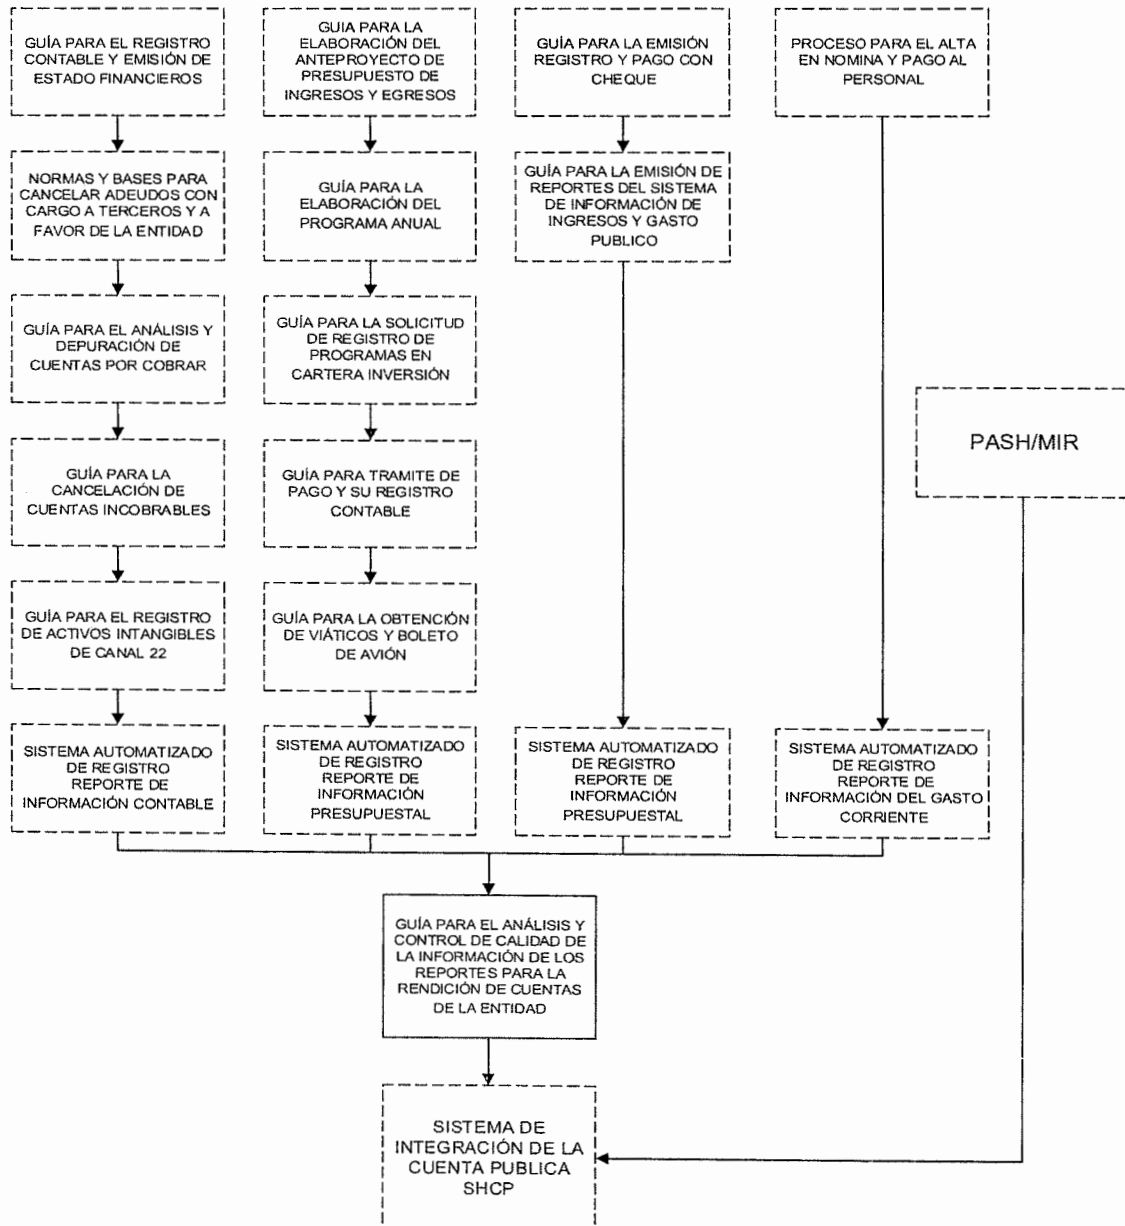 GUÍA PARA EL REGISTRO
CONTABLE Y EMISIÓN DE
ESTADO FINANCIEROS
GUIA PARA LA
ELABORACIÓN DEL
ANTEPROYECTO DE
PRESUPUESTO DE
INGRESOS Y EGRESOS
GUÍA PARA LA EMISIÓN
REGISTRO Y PAGO CON
CHEQUE
PROCESO PARA EL ALTA
EN NOMINA Y PAGO AL
PERSONAL
NORMAS Y BASES PARA
CANCELAR ADEUDOS CON
CARGO A TERCEROS Y A
FAVOR DE LA ENTIDAD
GUÍA PARA LA
ELABORACIÓN DEL
PROGRAMA ANUAL
GUÍA PARA LA EMISIÓN DE
REPORTES DEL SISTEMA
DE INFORMACIÓN DE
INGRESOS Y GASTO
PUBLICO
GUÍA PARA EL ANÁLISIS Y
DEPURACIÓN DE
CUENTAS POR COBRAR
GUÍA PARA LA SOLICITUD
DE REGISTRO DE
PROGRAMAS EN
CARTERA INVERSIÓN
PASH/MIR
GUÍA PARA LA
CANCELACIÓN DE
CUENTAS INCOBRABLES
GUÍA PARA TRAMITE DE
PAGO Y SU REGISTRO
CONTABLE
GUÍA PARA EL REGISTRO
DE ACTIVOS INTANGIBLES
DE CANAL 22
GUÍA PARA LA OBTENCIÓN
DE VIÁTICOS Y BOLETO
DE AVIÓN
SISTEMA AUTOMATIZADO
DE REGISTRO
REPORTE DE
INFORMACIÓN CONTABLE
SISTEMA AUTOMATIZADO
DE REGISTRO
REPORTE DE
INFORMACIÓN
PRESUPUESTAL
SISTEMA AUTOMATIZADO
DE REGISTRO
REPORTE DE
INFORMACIÓN
PRESUPUESTAL
SISTEMA AUTOMATIZADO
DE REGISTRO
REPORTE DE
INFORMACIÓN DEL GASTO
CORRIENTE
GUÍA PARA EL ANÁLISIS Y
CONTROL DE CALIDAD DE
LA INFORMACIÓN DE LOS
REPORTES PARA LA
RENDICIÓN DE CUENTAS
DE LA ENTIDAD
SISTEMA DE
INTEGRACIÓN DE LA
CUENTA PUBLICA
SHCP